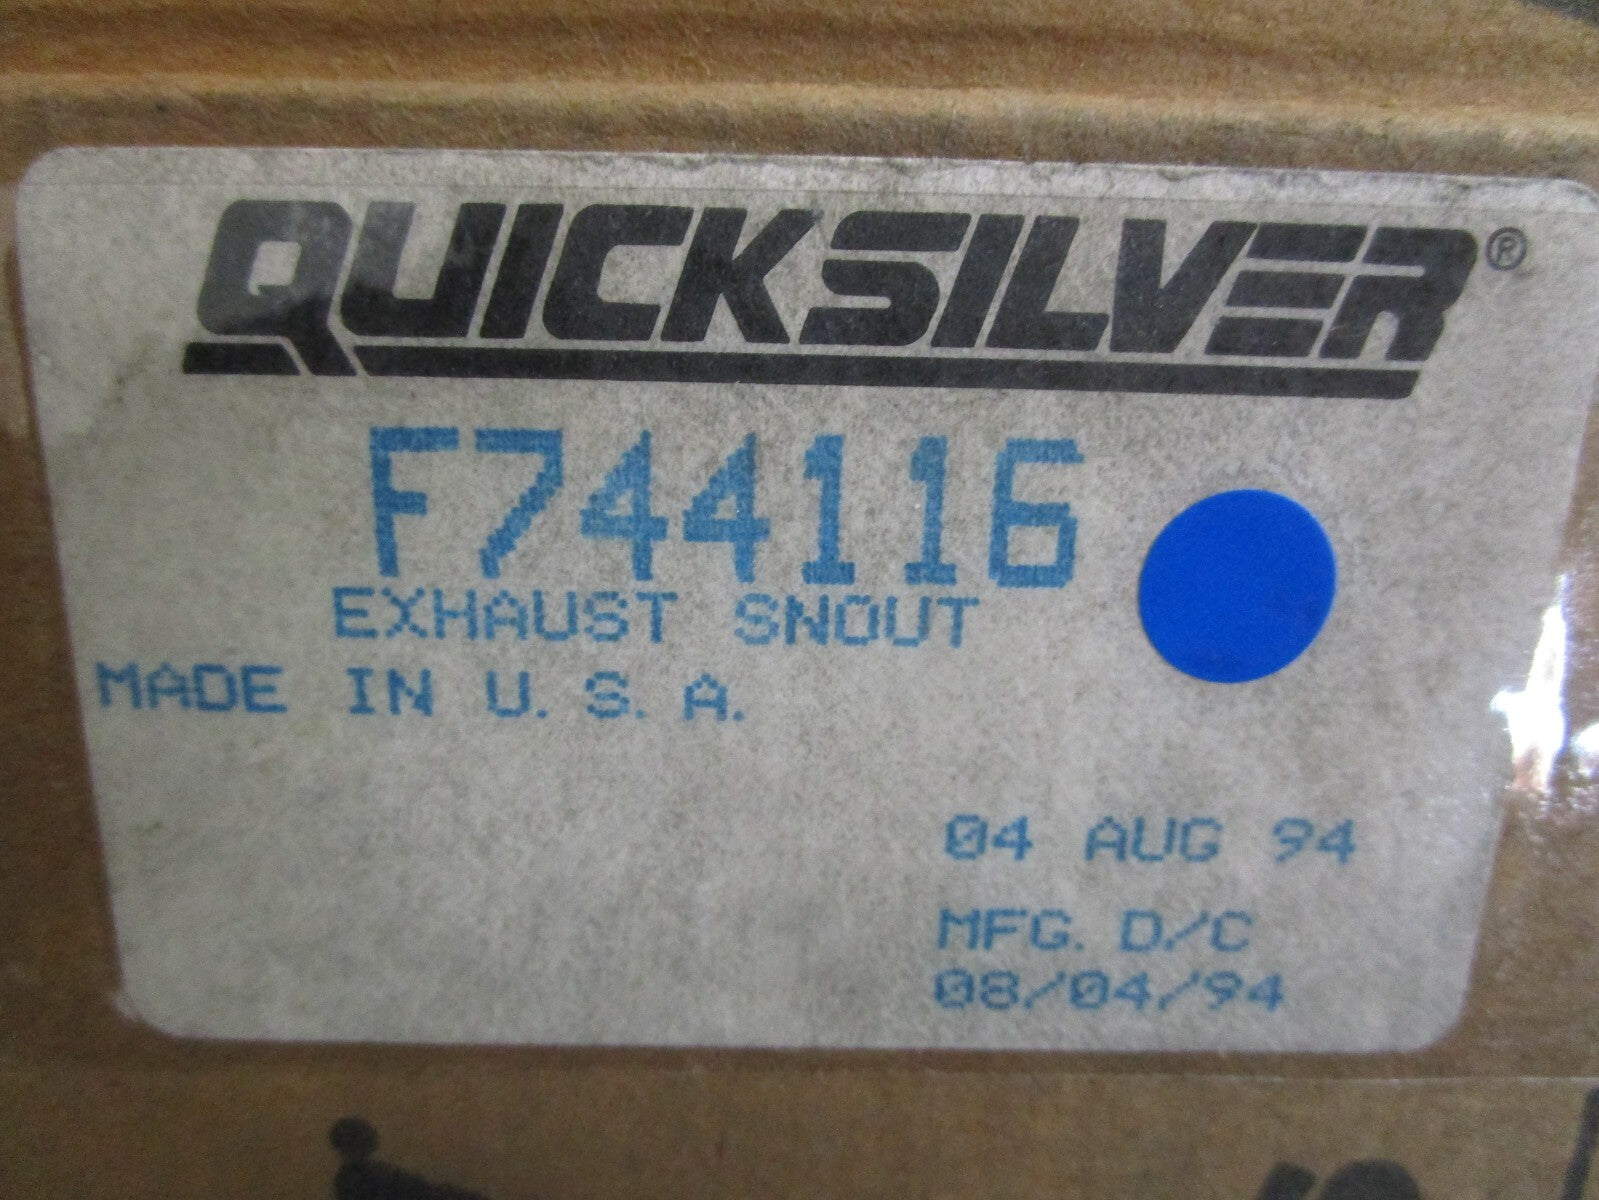 QUICKSILVER®
F744116
EXHAUST SNOUT
MADE IN U.S.A.
04 AUG 94
MFG. D/C
08/04/94